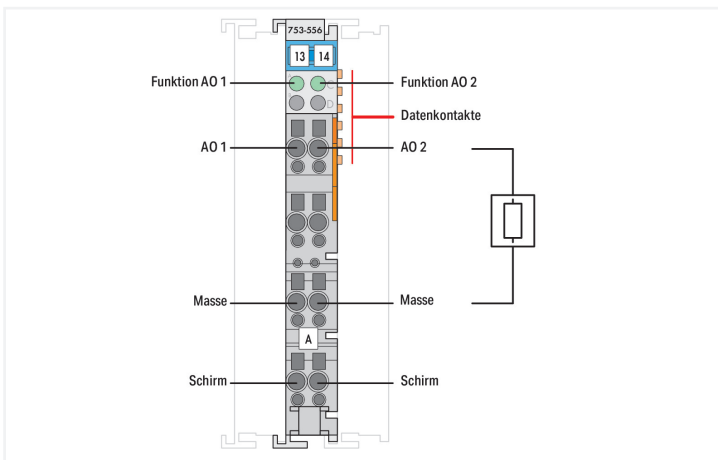 753-556
13 14
Funktion AO 1
C
Funktion AO 2
D
Datenkontakte
AO 1
AO 2
Masse
Masse
A
Schirm
Schirm